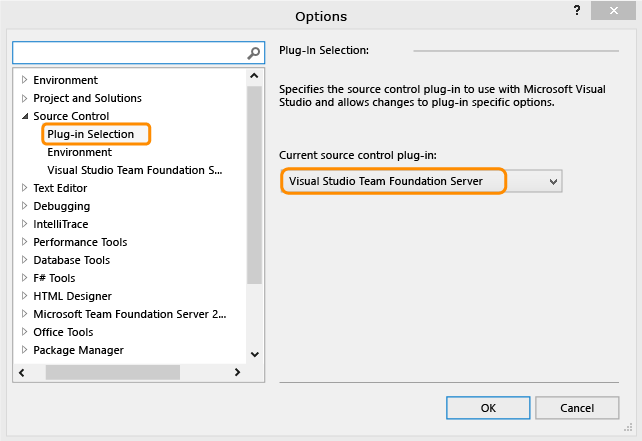 Options
?
Environment
Project and Solutions
Source Control
Plug-in Selection
Environment
Visual Studio Team Foundation S...
Text Editor
Debugging
IntelliTrace
Performance Tools
Database Tools
F# Tools
HTML Designer
Microsoft Team Foundation Server 2...
Office Tools
Package Manager
Plug-In Selection:
Specifies the source control plug-in to use with Microsoft Visual
Studio and allows changes to plug-in specific options.
Current source control plug-in:
Visual Studio Team Foundation Server
OK
Cancel